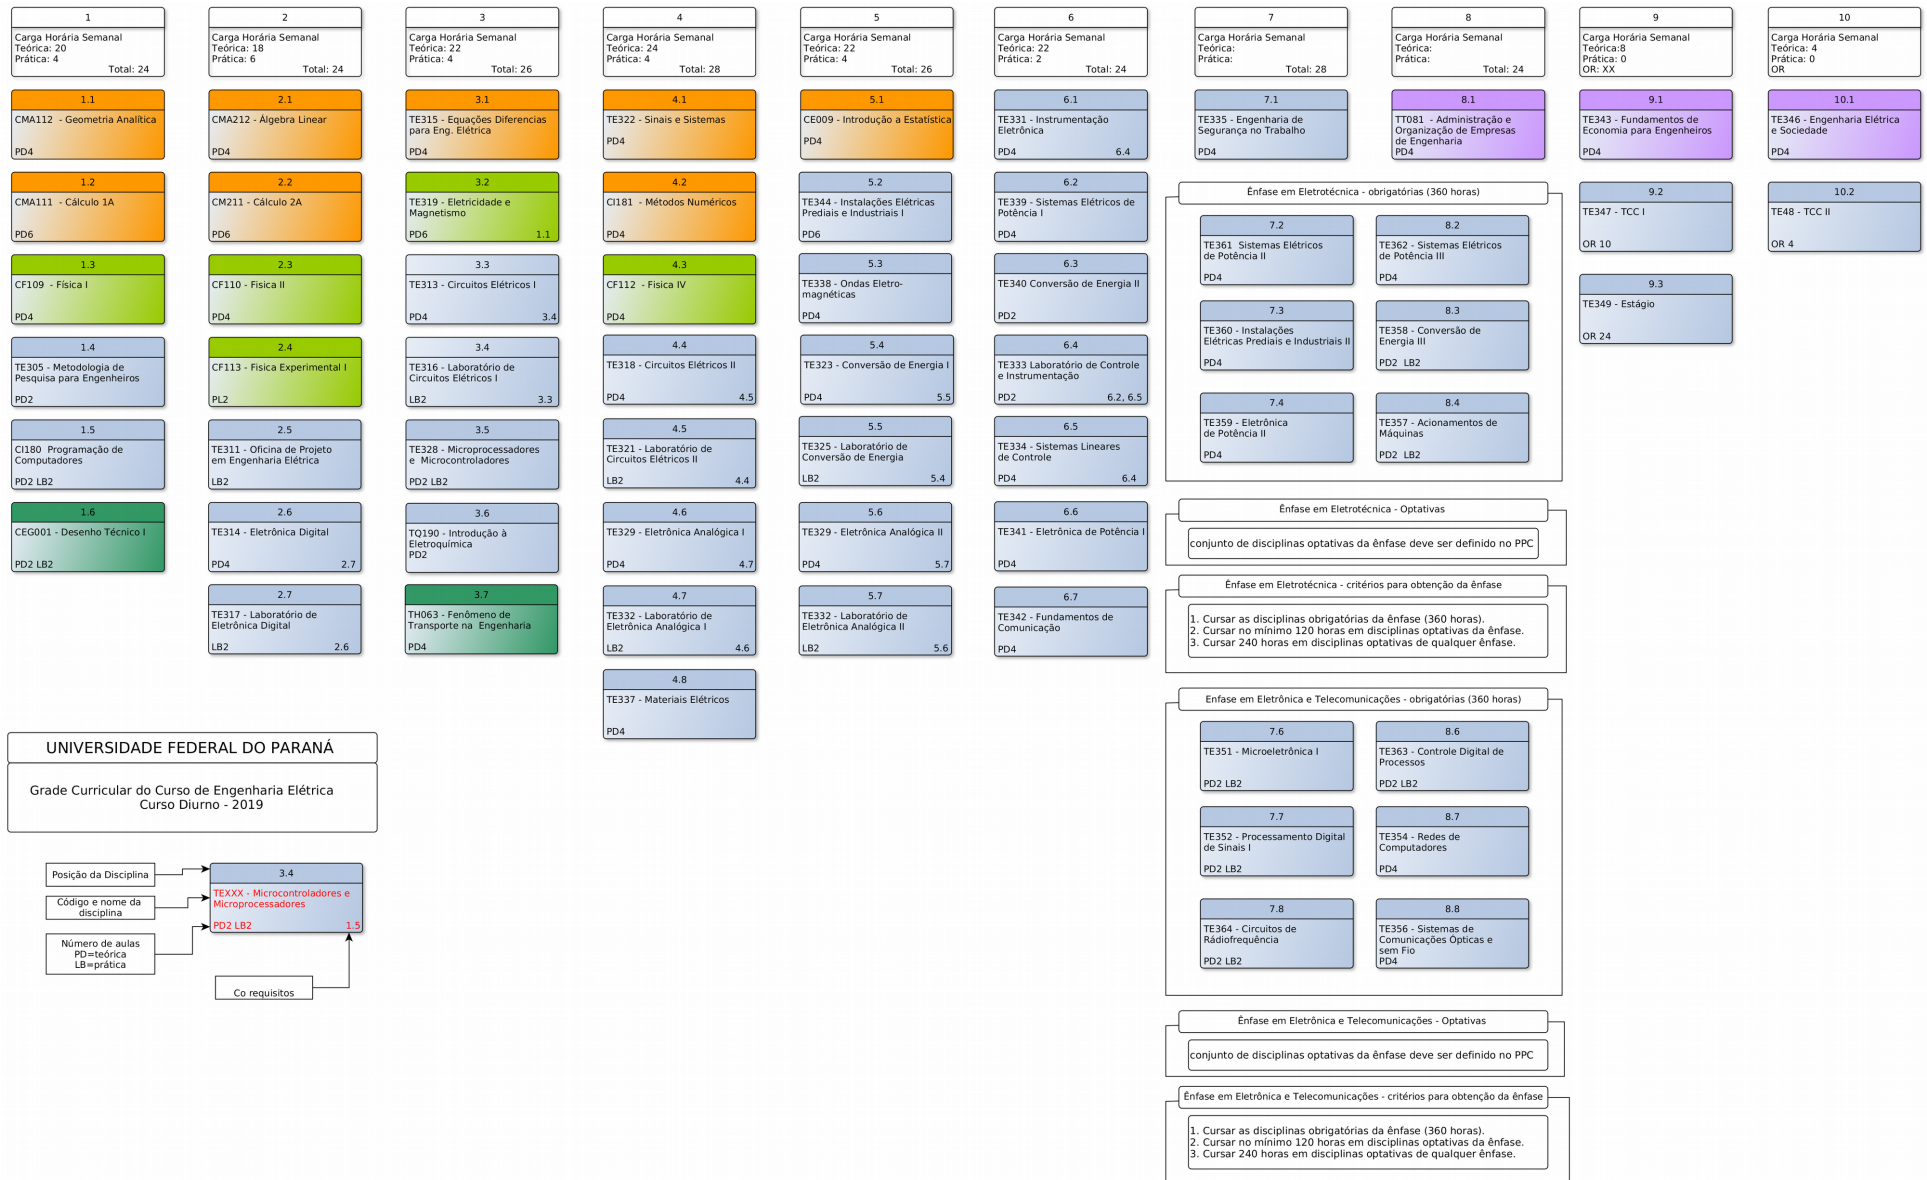 1
Carga Horária Semanal
Teórica: 20
Prática: 4
Total: 24
1.1
CMA112 - Geometria Analítica
PD4
1.2
CMA111 - Cálculo 1A
PD6
1.3
CF109 - Física I
PD4
1.4
TE305 - Metodologia de
Pesquisa para Engenheiros
PD2
1.5
CI180 Programação de
Computadores
PD2 LB2
1.6
CEG001 - Desenho Técnico I
PD2 LB2
2
Carga Horária Semanal
Teórica: 18
Prática: 6
Total: 24
2.1
CMA212 - Álgebra Linear
PD4
2.2
CM211 - Cálculo 2A
PD6
2.3
CF110 - Fisica II
PD4
2.4
CF113 - Fisica Experimental I
PL2
2.5
TE311 - Oficina de Projeto
em Engenharia Elétrica
LB2
2.6
TE314 - Eletrônica Digital
PD4 2.7
2.7
TE317 - Laboratório de
Eletrônica Digital
LB2 2.6
3
Carga Horária Semanal
Teórica: 22
Prática: 4
Total: 26
3.1
TE315 - Equações Diferencias
para Eng. Elétrica
PD4
3.2
TE319 - Eletricidade e
Magnetismo
PD6 1.1
3.3
TE313 - Circuitos Elétricos I
PD4 3.4
3.4
TE316 - Laboratório de
Circuitos Elétricos I
LB2 3.3
3.5
TE328 - Microprocessadores
e Microcontroladores
PD2 LB2
3.6
TQ190 - Introdução à
Eletroquímica
PD2
3.7
TH063 - Fenômeno de
Transporte na Engenharia
PD4
4
Carga Horária Semanal
Teórica: 24
Prática: 4
Total: 28
4.1
TE322 - Sinais e Sistemas
PD4
4.2
CI181 - Métodos Numéricos
PD4
4.3
CF112 - Fisica IV
PD4
4.4
TE318 - Circuitos Elétricos II
PD4 4.5
4.5
TE321 - Laboratório de
Circuitos Elétricos II
LB2 4.4
4.6
TE329 - Eletrônica Analógica I
PD4 4.7
4.7
TE332 - Laboratório de
Eletrônica Analógica I
LB2 4.6
4.8
TE337 - Materiais Elétricos
PD4
5
Carga Horária Semanal
Teórica: 22
Prática: 4
Total: 26
5.1
CE009 - Introdução a Estatística
PD4
5.2
TE344 - Instalações Elétricas
Prediais e Industriais I
PD6
5.3
TE338 - Ondas Eletro-
magnéticas
PD4
5.4
TE323 - Conversão de Energia I
PD4 5.5
5.5
TE325 - Laboratório de
Conversão de Energia
LB2 5.4
5.6
TE329 - Eletrônica Analógica II
PD4 5.7
5.7
TE332 - Laboratório de
Eletrônica Analógica II
LB2 5.6
6
Carga Horária Semanal
Teórica: 22
Prática: 2
Total: 24
6.1
TE331 - Instrumentação
Eletrônica
PD4 6.4
6.2
TE339 - Sistemas Elétricos de
Potência I
PD4
6.3
TE340 Conversão de Energia II
PD2
6.4
TE333 Laboratório de Controle
e Instrumentação
PD2 6.2, 6.5
6.5
TE334 - Sistemas Lineares
de Controle
PD4 6.4
6.6
TE341 - Eletrônica de Potência I
PD4
6.7
TE342 - Fundamentos de
Comunicação
PD4
7
Carga Horária Semanal
Teórica:
Prática:
Total: 28
7.1
TE335 - Engenharia de
Segurança no Trabalho
PD4
8
Carga Horária Semanal
Teórica:
Prática:
Total: 24
8.1
TT081 - Administração e
Organização de Empresas
de Engenharia
PD4
Ênfase em Eletrotécnica - obrigatórias (360 horas)
7.2
TE361 Sistemas Elétricos
de Potência II
PD4
8.2
TE362 - Sistemas Elétricos
de Potência III
PD4
7.3
TE360 - Instalações
Elétricas Prediais e Industriais II
PD4
8.3
TE358 - Conversão de
Energia III
PD2 LB2
7.4
TE359 - Eletrônica
de Potência II
PD4
8.4
TE357 - Acionamentos de
Máquinas
PD2 LB2
Ênfase em Eletrotécnica - Optativas
conjunto de disciplinas optativas da ênfase deve ser definido no PPC
Ênfase em Eletrotécnica - critérios para obtenção da ênfase
1. Cursar as disciplinas obrigatórias da ênfase (360 horas).
2. Cursar no mínimo 120 horas em disciplinas optativas da ênfase.
3. Cursar 240 horas em disciplinas optativas de qualquer ênfase.
Enfase em Eletrônica e Telecomunicações - obrigatórias (360 horas)
7.6
TE351 - Microeletrônica I
PD2 LB2
8.6
TE363 - Controle Digital de
Processos
PD2 LB2
7.7
TE352 - Processamento Digital
de Sinais I
PD2 LB2
8.7
TE354 - Redes de
Computadores
PD4
7.8
TE364 - Circuitos de
Rádiofrequência
PD2 LB2
8.8
TE356 - Sistemas de
Comunicações Ópticas e
sem Fio
PD4
Ênfase em Eletrônica e Telecomunicações - Optativas
conjunto de disciplinas optativas da ênfase deve ser definido no PPC
Ênfase em Eletrônica e Telecomunicações - critérios para obtenção da ênfase
1. Cursar as disciplinas obrigatórias da ênfase (360 horas).
2. Cursar no mínimo 120 horas em disciplinas optativas da ênfase.
3. Cursar 240 horas em disciplinas optativas de qualquer ênfase.
9
Carga Horária Semanal
Teórica:8
Prática: 0
OR: XX
9.1
TE343 - Fundamentos de
Economia para Engenheiros
PD4
9.2
TE347 - TCC I
OR 10
9.3
TE349 - Estágio
OR 24
10
Carga Horária Semanal
Teórica: 4
Prática: 0
OR
10.1
TE346 - Engenharia Elétrica
e Sociedade
PD4
10.2
TE48 - TCC II
OR 4
UNIVERSIDADE FEDERAL DO PARANÁ
Grade Curricular do Curso de Engenharia Elétrica
Curso Diurno - 2019
Posição da Disciplina
Código e nome da
disciplina
Número de aulas
PD=teórica
LB=prática
3.4
TEXXX - Microcontroladores e
Microprocessadores
PD2 LB2 1.5
Co requisitos